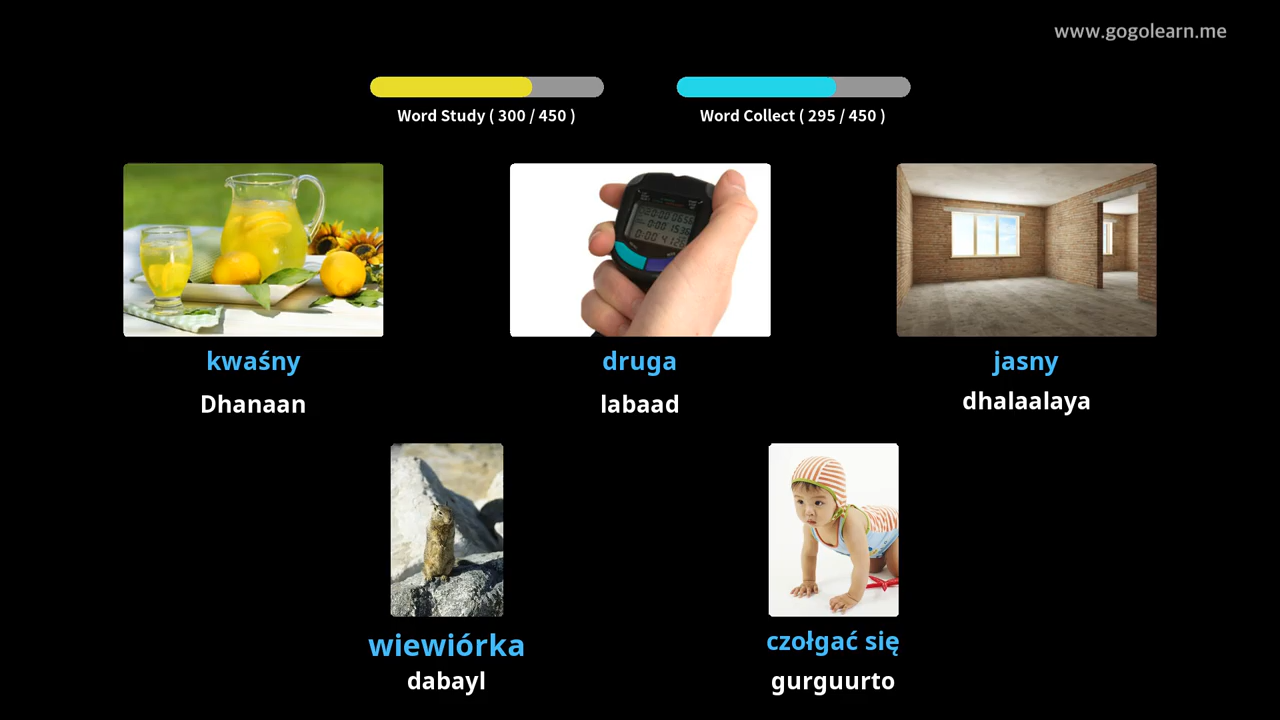 www.gogolearn.me
Word Study ( 300 / 450 )
Word Collect ( 295 / 450 )
kwaśny
druga
jasny
Dhanaan
labaad
dhalaalaya
wiewiórka
czołgać się
dabayl
gurguurto